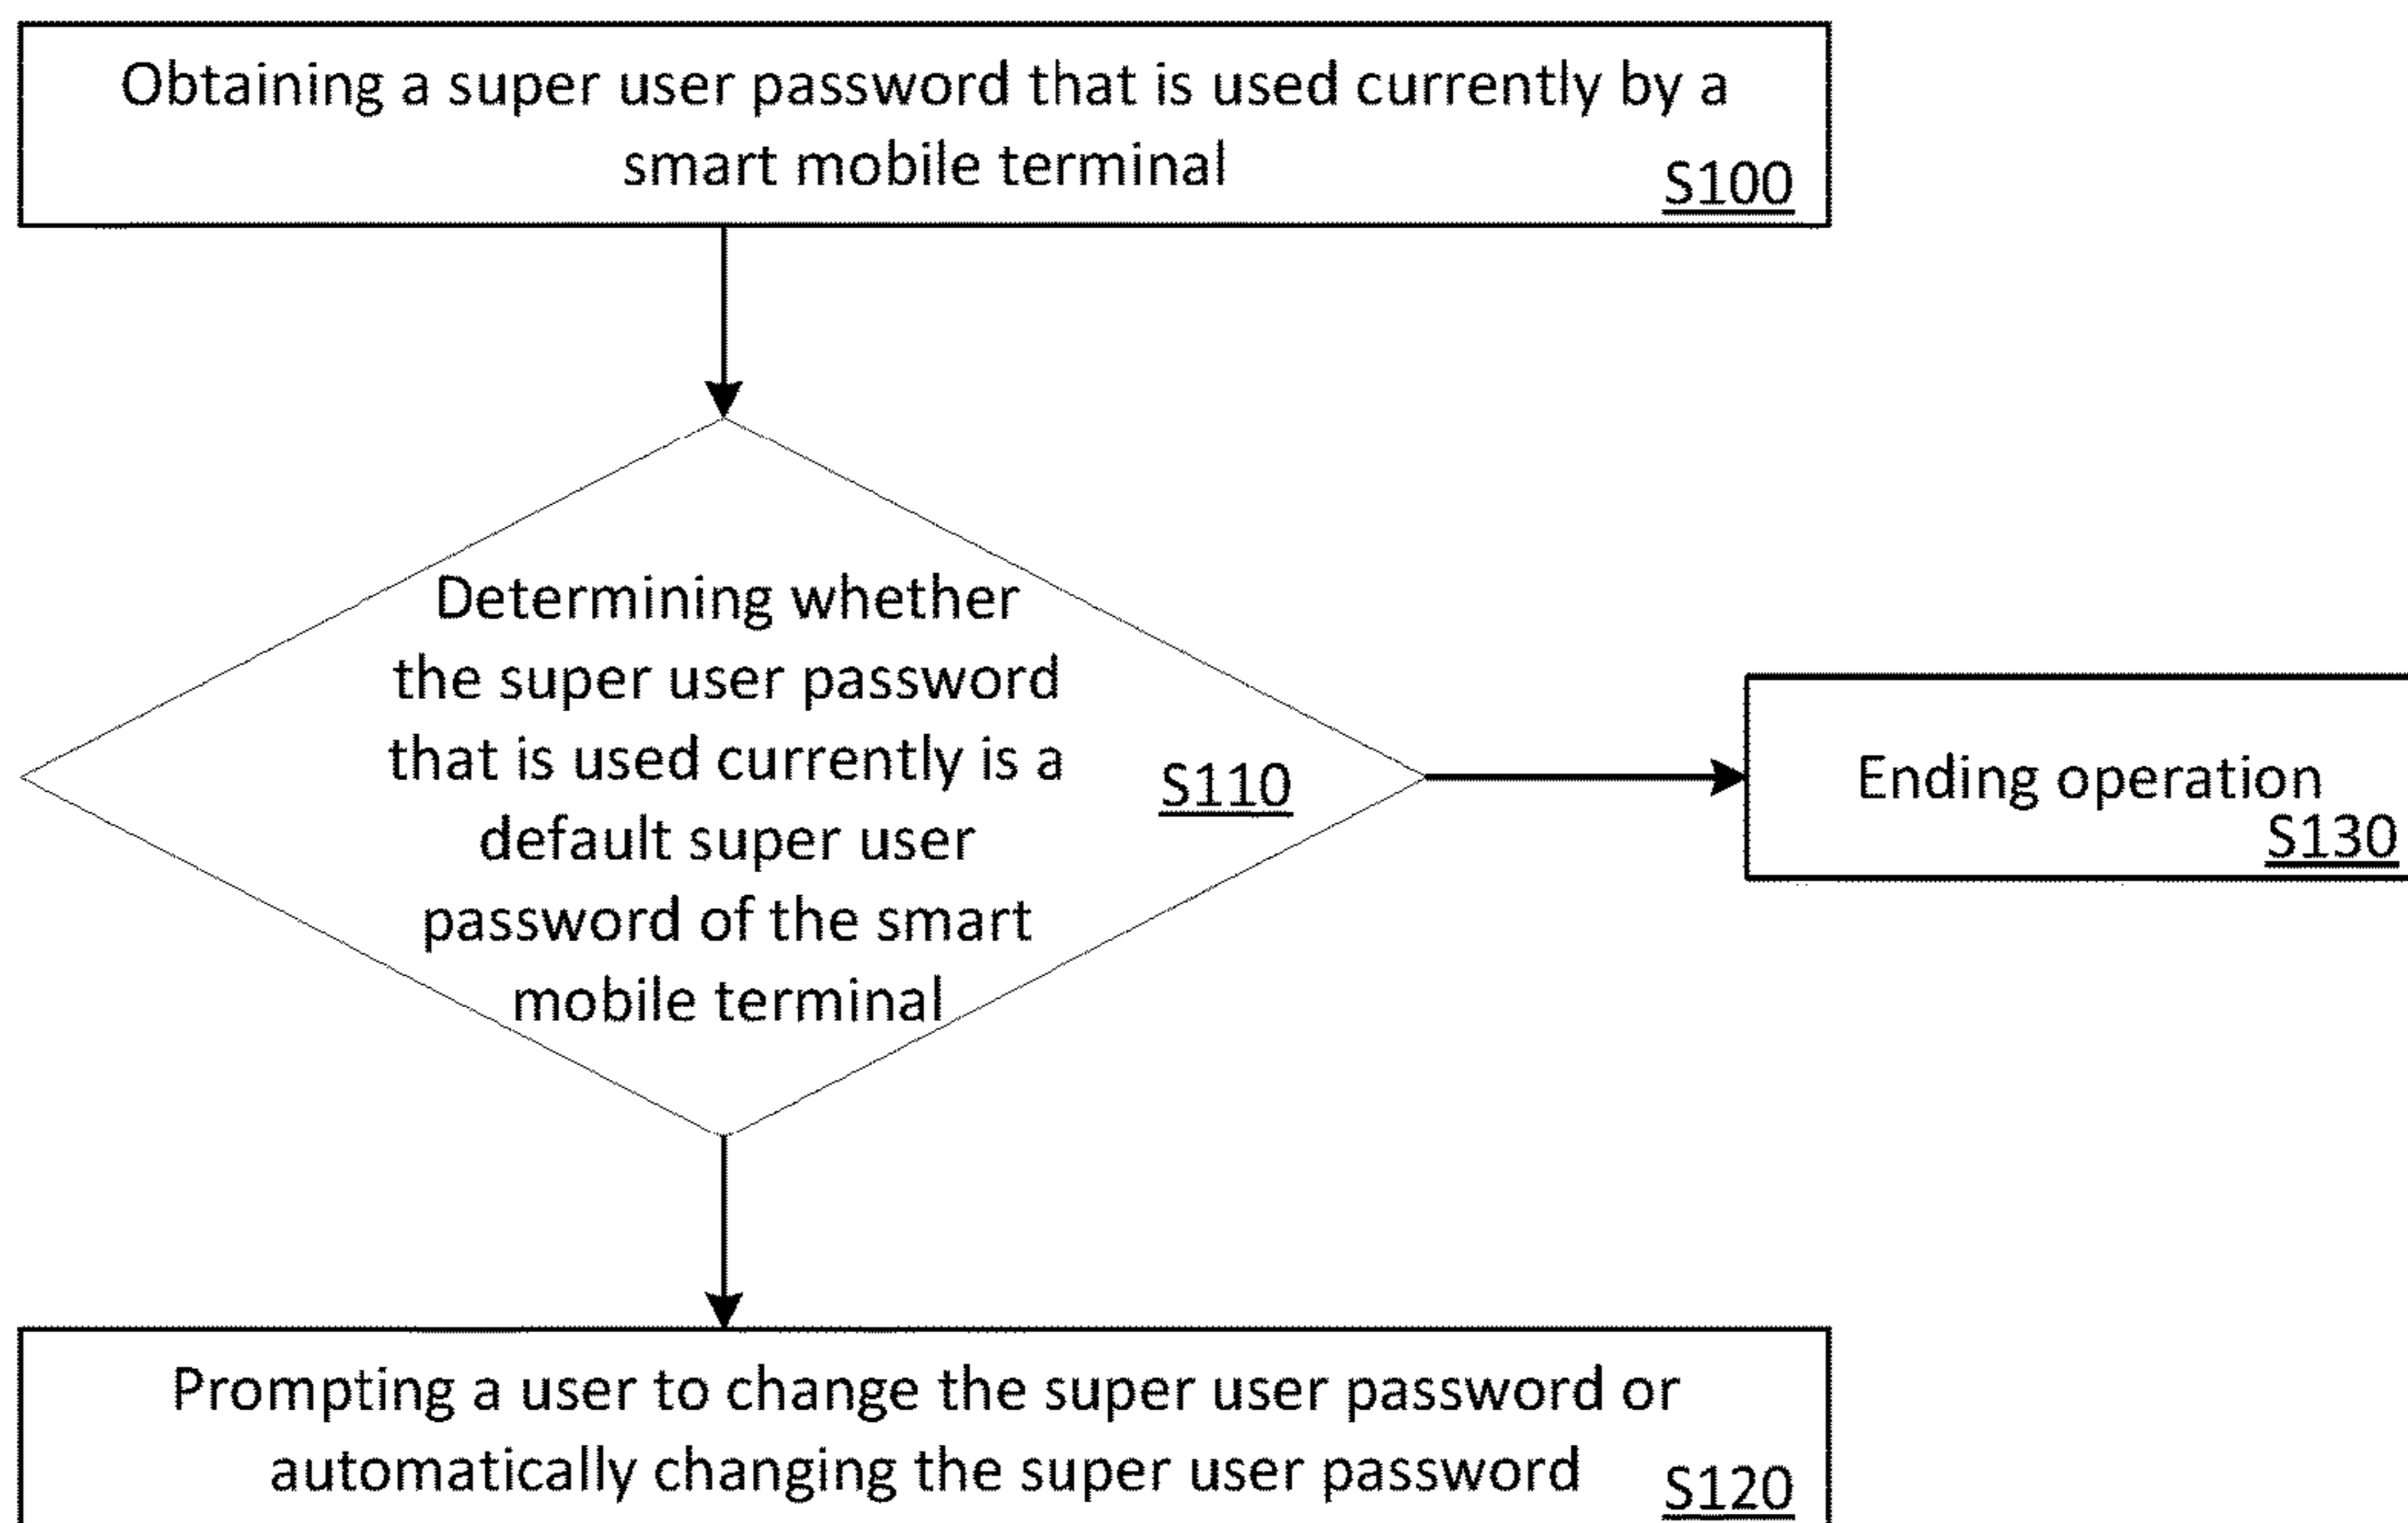 Obtaining a super user password that is used currently by a
smart mobile terminal
S100
Determining whether
the super user password
that is used currently is a
default super user
password of the smart
mobile terminal
S110
Ending operation
S130
Prompting a user to change the super user password or
automatically changing the super user password
S120